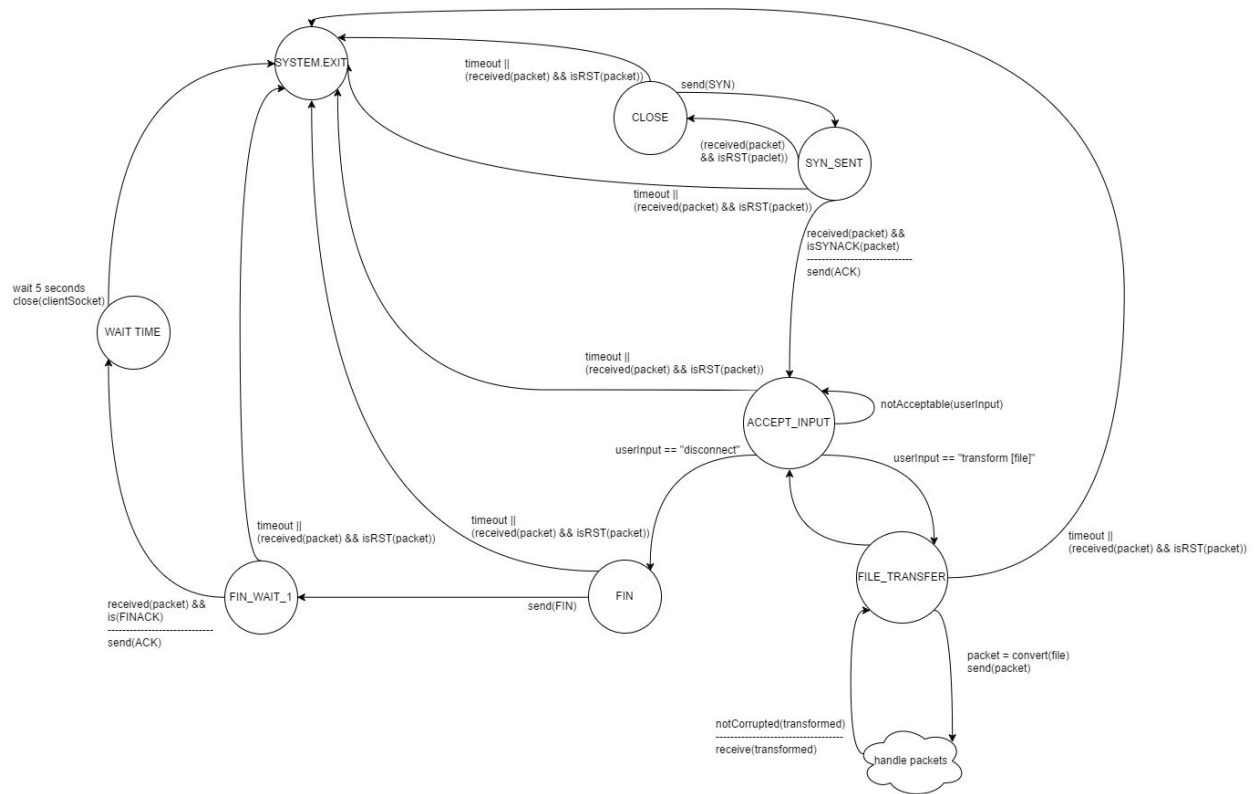 SYSTEM.EXIT
timeout ||
(received(packet) && isRST(packet))
send(SYN)
CLOSE
(received(packet)
&& isRST(paclet))
SYN_SENT
timeout ||
(received(packet) && isRST(packet))
received(packet) &&
isSYNACK(packet)
------------------------------
send(ACK)
wait 5 seconds
close(clientSocket)
WAIT TIME
timeout ||
(received(packet) && isRST(packet))
notAcceptable(userInput)
ACCEPT_INPUT
userInput == "disconnect"
userInput == "transform [file]"
timeout ||
(received(packet) && isRST(packet))
timeout ||
(received(packet) && isRST(packet))
timeout ||
(received(packet) && isRST(packet))
FILE_TRANSFER
FIN_WAIT_1
FIN
send(FIN)
received(packet) &&
is(FINACK)
------------------------------
send(ACK)
packet = convert(file)
send(packet)
notCorrupted(transformed)
------------------------------------
receive(transformed)
handle packets